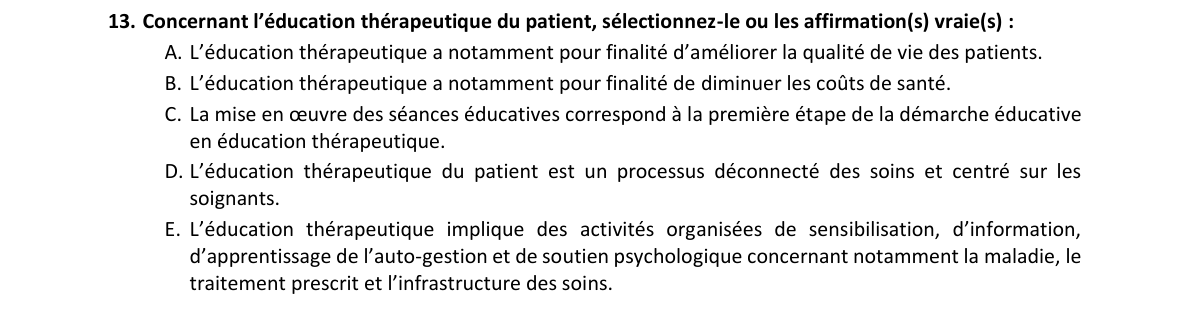 13. Concernant l’éducation thérapeutique du patient, sélectionnez-le ou les affirmation(s) vraie(s) :
A. L’éducation thérapeutique a notamment pour finalité d’améliorer la qualité de vie des patients.
B. L’éducation thérapeutique a notamment pour finalité de diminuer les coûts de santé.
C. La mise en œuvre des séances éducatives correspond à la première étape de la démarche éducative
en éducation thérapeutique.
D. L’éducation thérapeutique du patient est un processus déconnecté des soins et centré sur les
soignants.
E. L’éducation thérapeutique implique des activités organisées de sensibilisation, d’information,
d’apprentissage de l’auto-gestion et de soutien psychologique concernant notamment la maladie, le
traitement prescrit et l’infrastructure des soins.